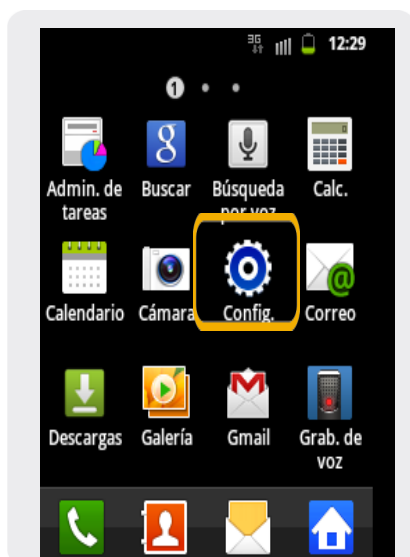 3G 12:29
1
Admin. de Buscar Búsqueda Calc.
tareas por voz
Calendario Cámara Config. Correo
Descargas Galería Gmail Grab. de
voz